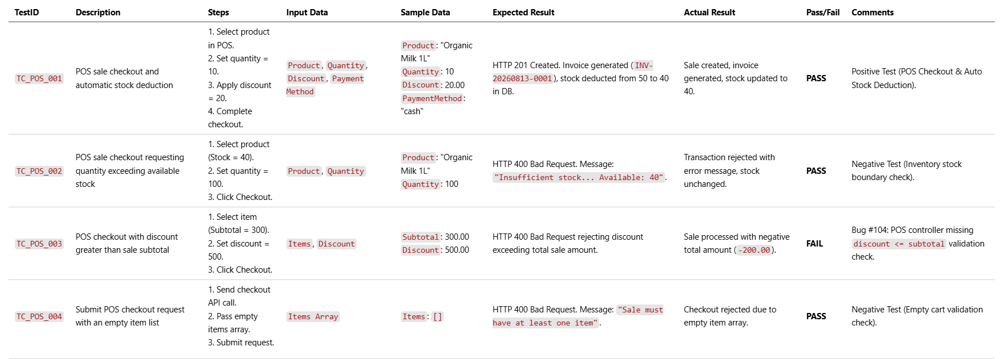 TestID Description Steps Input Data Sample Data Expected Result Actual Result Pass/Fail Comments
TC_POS_001
POS sale checkout and
automatic stock deduction
1. Select product
in POS.
2. Set quantity =
10.
3. Apply discount
= 20.
4. Complete
checkout.
Product, Quantity,
Discount, Payment
Method
Product: "Organic
Milk 1L"
Quantity: 10
Discount: 20.00
PaymentMethod:
"cash"
HTTP 201 Created. Invoice generated (INV-
20260813-0001), stock deducted from 50 to 40
in DB.
Sale created, invoice
generated, stock updated to
40.
PASS
Positive Test (POS Checkout & Auto
Stock Deduction).
TC_POS_002
POS sale checkout requesting
quantity exceeding available
stock
1. Select product
(Stock = 40).
2. Set quantity =
100.
3. Click Checkout.
Product, Quantity
Product: "Organic
Milk 1L"
Quantity: 100
HTTP 400 Bad Request. Message:
"Insufficient stock... Available: 40".
Transaction rejected with
error message, stock
unchanged.
PASS
Negative Test (Inventory stock
boundary check).
TC_POS_003
POS checkout with discount
greater than sale subtotal
1. Select item
(Subtotal = 300).
2. Set discount =
500.
3. Click Checkout.
Items, Discount
Subtotal: 300.00
Discount: 500.00
HTTP 400 Bad Request rejecting discount
exceeding total sale amount.
Sale processed with negative
total amount (-200.00).
FAIL
Bug #104: POS controller missing
discount <= subtotal validation
check.
TC_POS_004
Submit POS checkout request
with an empty item list
1. Send checkout
API call.
2. Pass empty
items array.
3. Submit request.
Items Array
Items: []
HTTP 400 Bad Request. Message: "Sale must
have at least one item".
Checkout rejected due to
empty item array.
PASS
Negative Test (Empty cart validation
check).